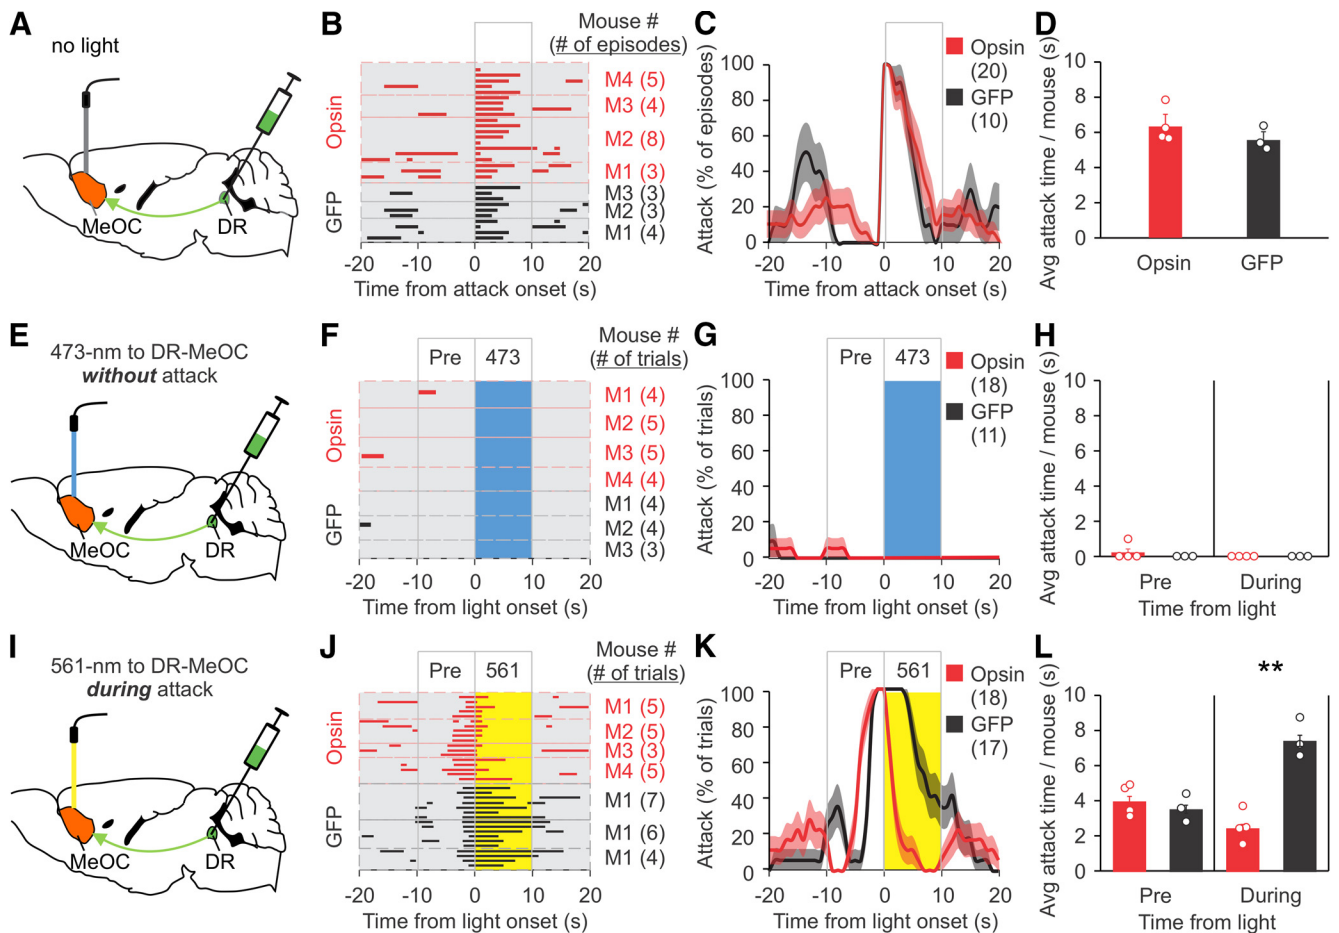 A
no light
MeOC
DR
B
Mouse #
(# of episodes)
Opsin
GFP
M4 (5)
M3 (4)
M2 (8)
M1 (3)
M3 (3)
M2 (3)
M1 (4)
-20 -10 0 10 20
Time from attack onset (s)
C
Attack (% of episodes)
100
80
60
40
20
0
Opsin
(20)
GFP
(10)
-20 -10 0 10 20
Time from attack onset (s)
D
Avg attack time / mouse (s)
10
8
6
4
2
0
Opsin GFP
E
473-nm to DR-MeOC
without attack
MeOC
DR
F
Mouse #
(# of trials)
Pre 473
Opsin
GFP
M1 (4)
M2 (5)
M3 (5)
M4 (4)
M1 (4)
M2 (4)
M3 (3)
-20 -10 0 10 20
Time from light onset (s)
G
Pre 473
Attack (% of trials)
100
80
60
40
20
0
Opsin
(18)
GFP
(11)
-20 -10 0 10 20
Time from light onset (s)
H
Avg attack time / mouse (s)
10
8
6
4
2
0
Pre During
Time from light
I
561-nm to DR-MeOC
during attack
MeOC
DR
J
Mouse #
(# of trials)
Pre 561
Opsin
GFP
M1 (5)
M2 (5)
M3 (3)
M4 (5)
M1 (7)
M1 (6)
M1 (4)
-20 -10 0 10 20
Time from light onset (s)
K
Pre 561
Attack (% of trials)
100
80
60
40
20
0
Opsin
(18)
GFP
(17)
-20 -10 0 10 20
Time from light onset (s)
L
Avg attack time / mouse (s)
10
8
6
4
2
0
**
Pre During
Time from light